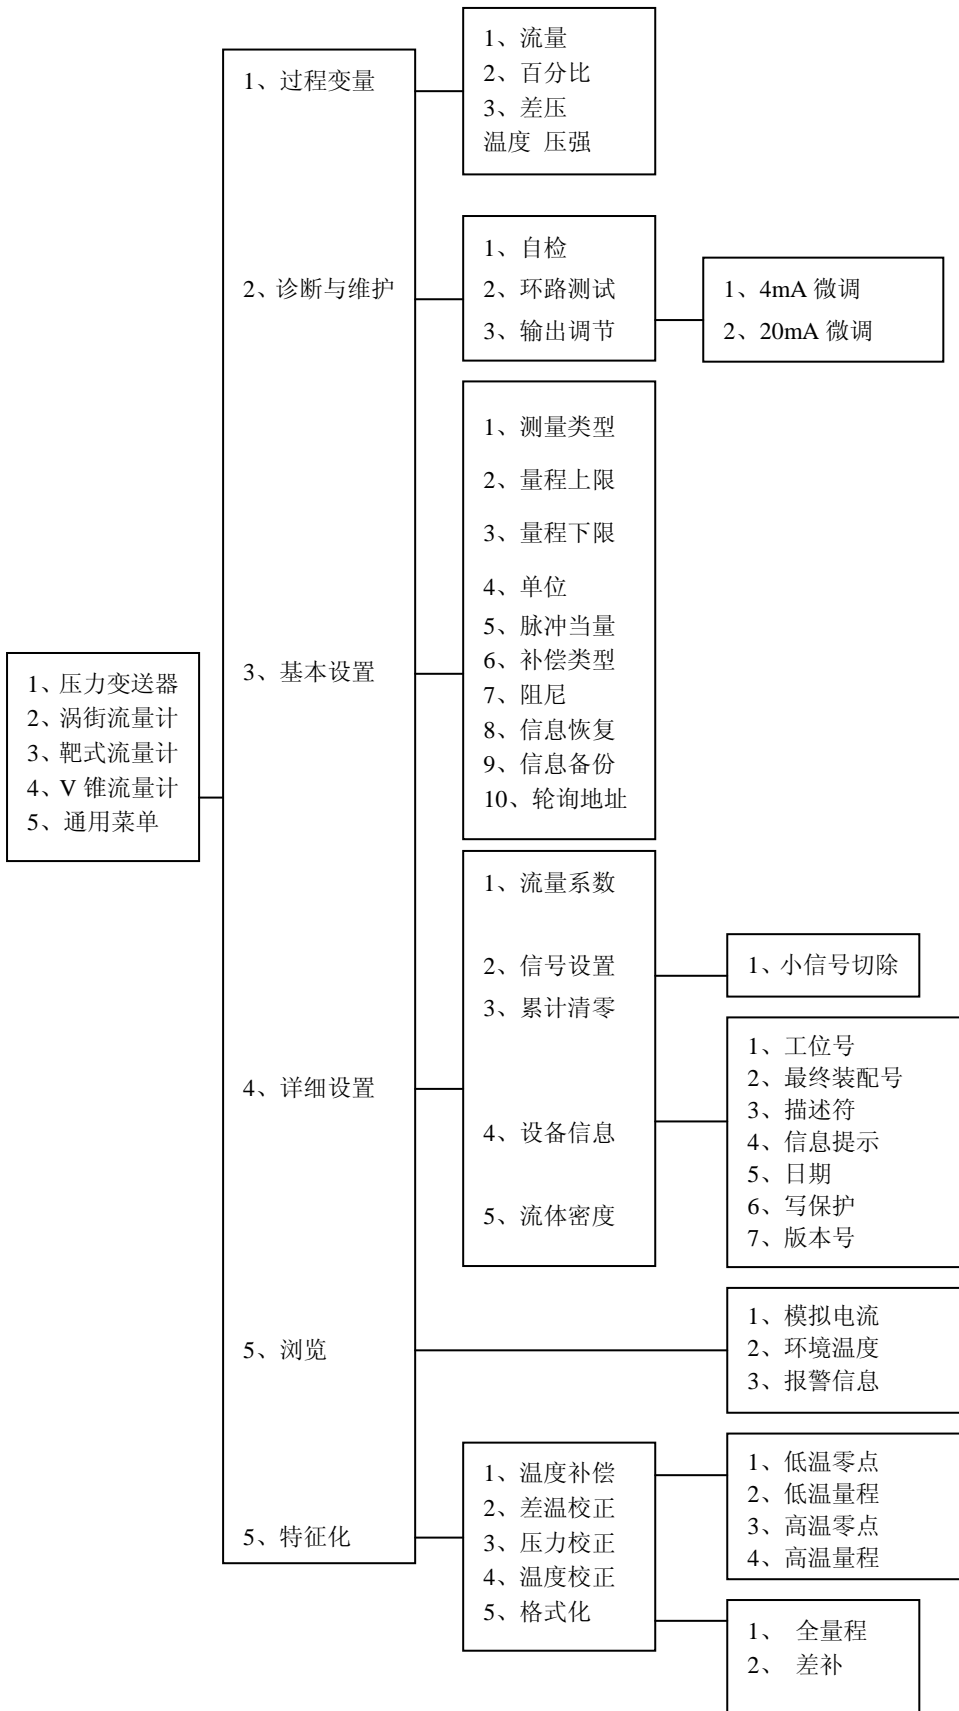 1、压力变送器
2、涡街流量计
3、靶式流量计
4、V 锥流量计
5、通用菜单
1、过程变量
2、诊断与维护
3、基本设置
4、详细设置
5、浏览
5、特征化
1、流量
2、百分比
3、差压
温度 压强
1、自检
2、环路测试
3、输出调节
1、4mA 微调
2、20mA 微调
1、测量类型
2、量程上限
3、量程下限
4、单位
5、脉冲当量
6、补偿类型
7、阻尼
8、信息恢复
9、信息备份
10、轮询地址
1、流量系数
2、信号设置
3、累计清零
4、设备信息
5、流体密度
1、小信号切除
1、工位号
2、最终装配号
3、描述符
4、信息提示
5、日期
6、写保护
7、版本号
1、模拟电流
2、环境温度
3、报警信息
1、温度补偿
2、差温校正
3、压力校正
4、温度校正
5、格式化
1、低温零点
2、低温量程
3、高温零点
4、高温量程
1、 全量程
2、 差补